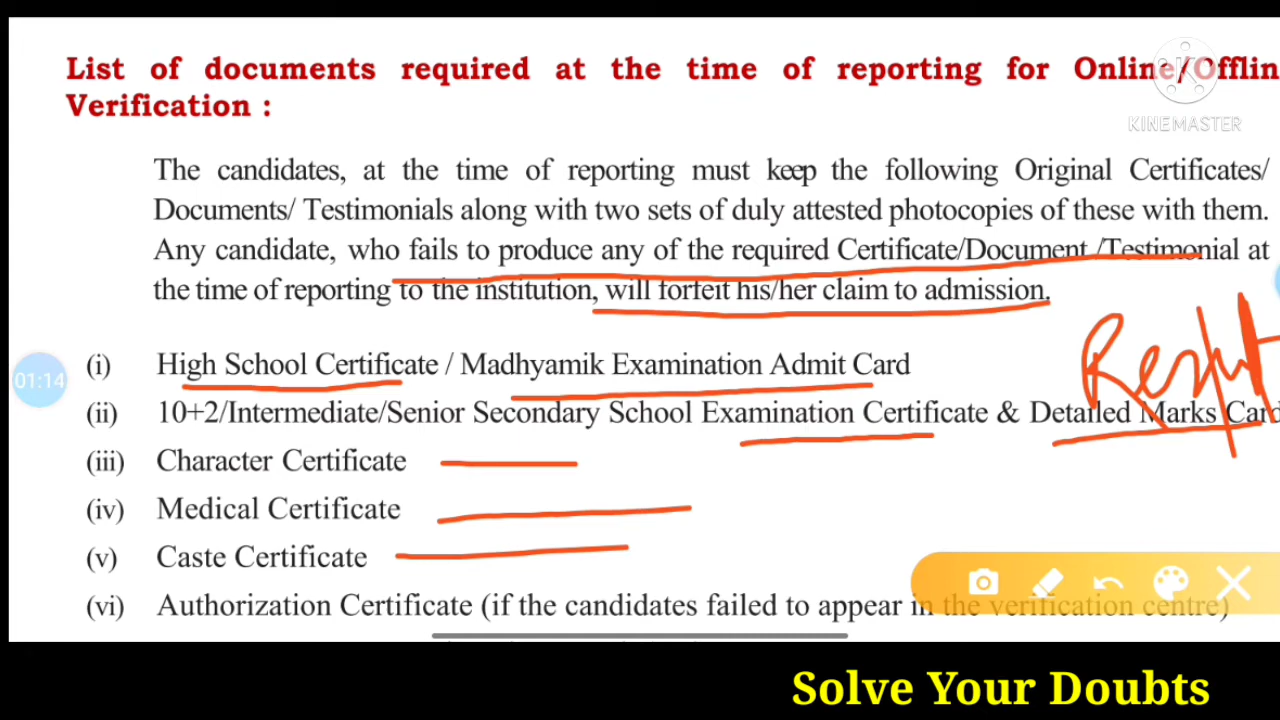 List of documents required at the time of reporting for Online/Offlin
Verification :
KINEMASTER
The candidates, at the time of reporting must keep the following Original Certificates/
Documents/ Testimonials along with two sets of duly attested photocopies of these with them.
Any candidate, who fails to produce any of the required Certificate/Document /Testimonial at
the time of reporting to the institution, will forfeit his/her claim to admission.
01:14
(i) High School Certificate / Madhyamik Examination Admit Card
Result
(ii) 10+2/Intermediate/Senior Secondary School Examination Certificate & Detailed Marks Card
(iii) Character Certificate
(iv) Medical Certificate
(v) Caste Certificate
(vi) Authorization Certificate (if the candidates failed to appear in the verification centre)
Solve Your Doubts